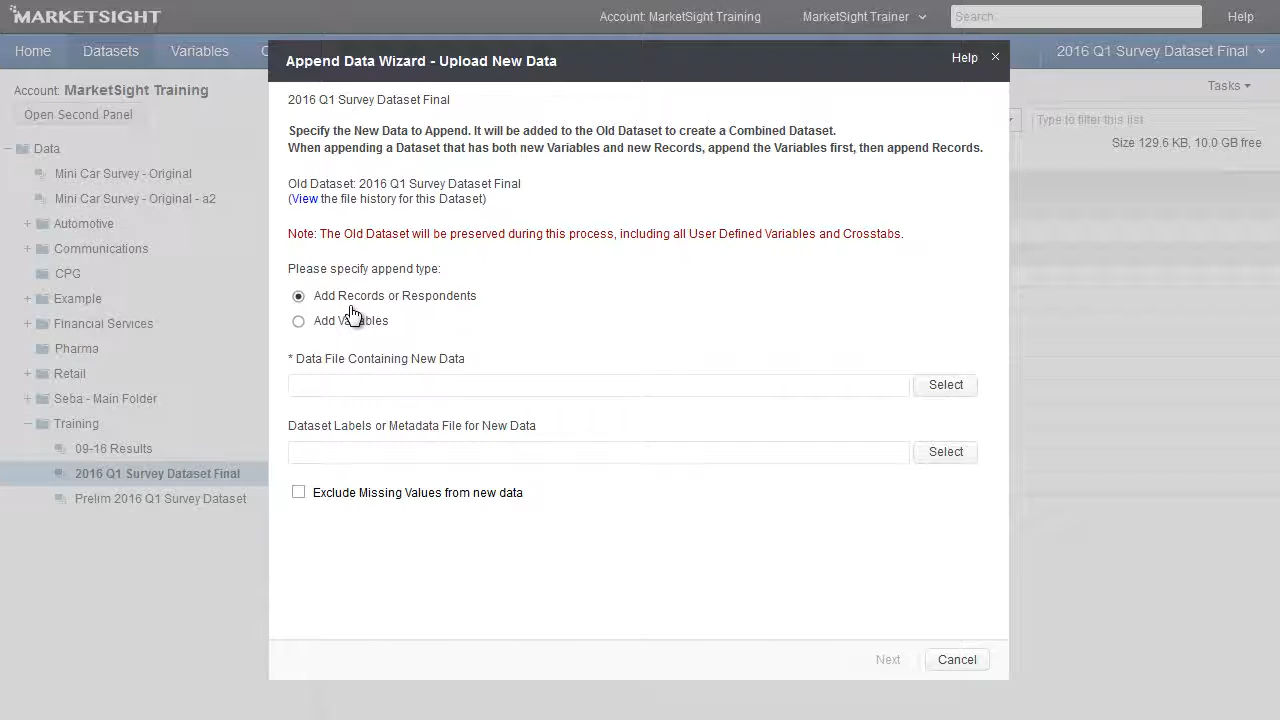 MARKETSIGHT
Account: MarketSight Training
MarketSight Trainer
Search
Help
Home
Datasets
Variables
C
2016 Q1 Survey Dataset Final
Account: MarketSight Training
Open Second Panel
Tasks
Type to filter this list
Size 129.6 KB, 10.0 GB free
Data
Mini Car Survey - Original
Mini Car Survey - Original - a2
Automotive
Communications
CPG
Example
Financial Services
Pharma
Retail
Seba - Main Folder
Training
09-16 Results
2016 Q1 Survey Dataset Final
Prelim 2016 Q1 Survey Dataset
Append Data Wizard - Upload New Data
Help
2016 Q1 Survey Dataset Final
Specify the New Data to Append. It will be added to the Old Dataset to create a Combined Dataset.
When appending a Dataset that has both new Variables and new Records, append the Variables first, then append Records.
Old Dataset: 2016 Q1 Survey Dataset Final
(View the file history for this Dataset)
Note: The Old Dataset will be preserved during this process, including all User Defined Variables and Crosstabs.
Please specify append type:
Add Records or Respondents
Add Variables
* Data File Containing New Data
Select
Dataset Labels or Metadata File for New Data
Select
Exclude Missing Values from new data
Next
Cancel